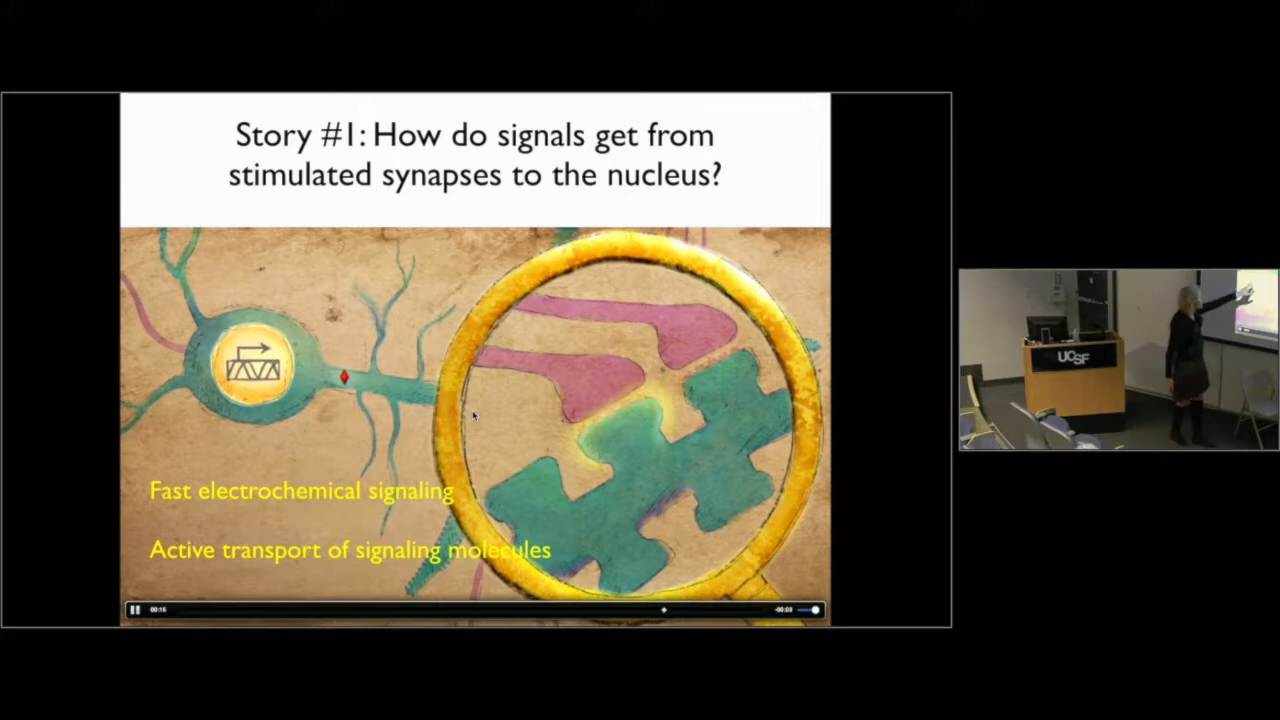 Story #1: How do signals get from
stimulated synapses to the nucleus?
Fast electrochemical signaling
Active transport of signaling molecules
00:16
-00:03
UCSF